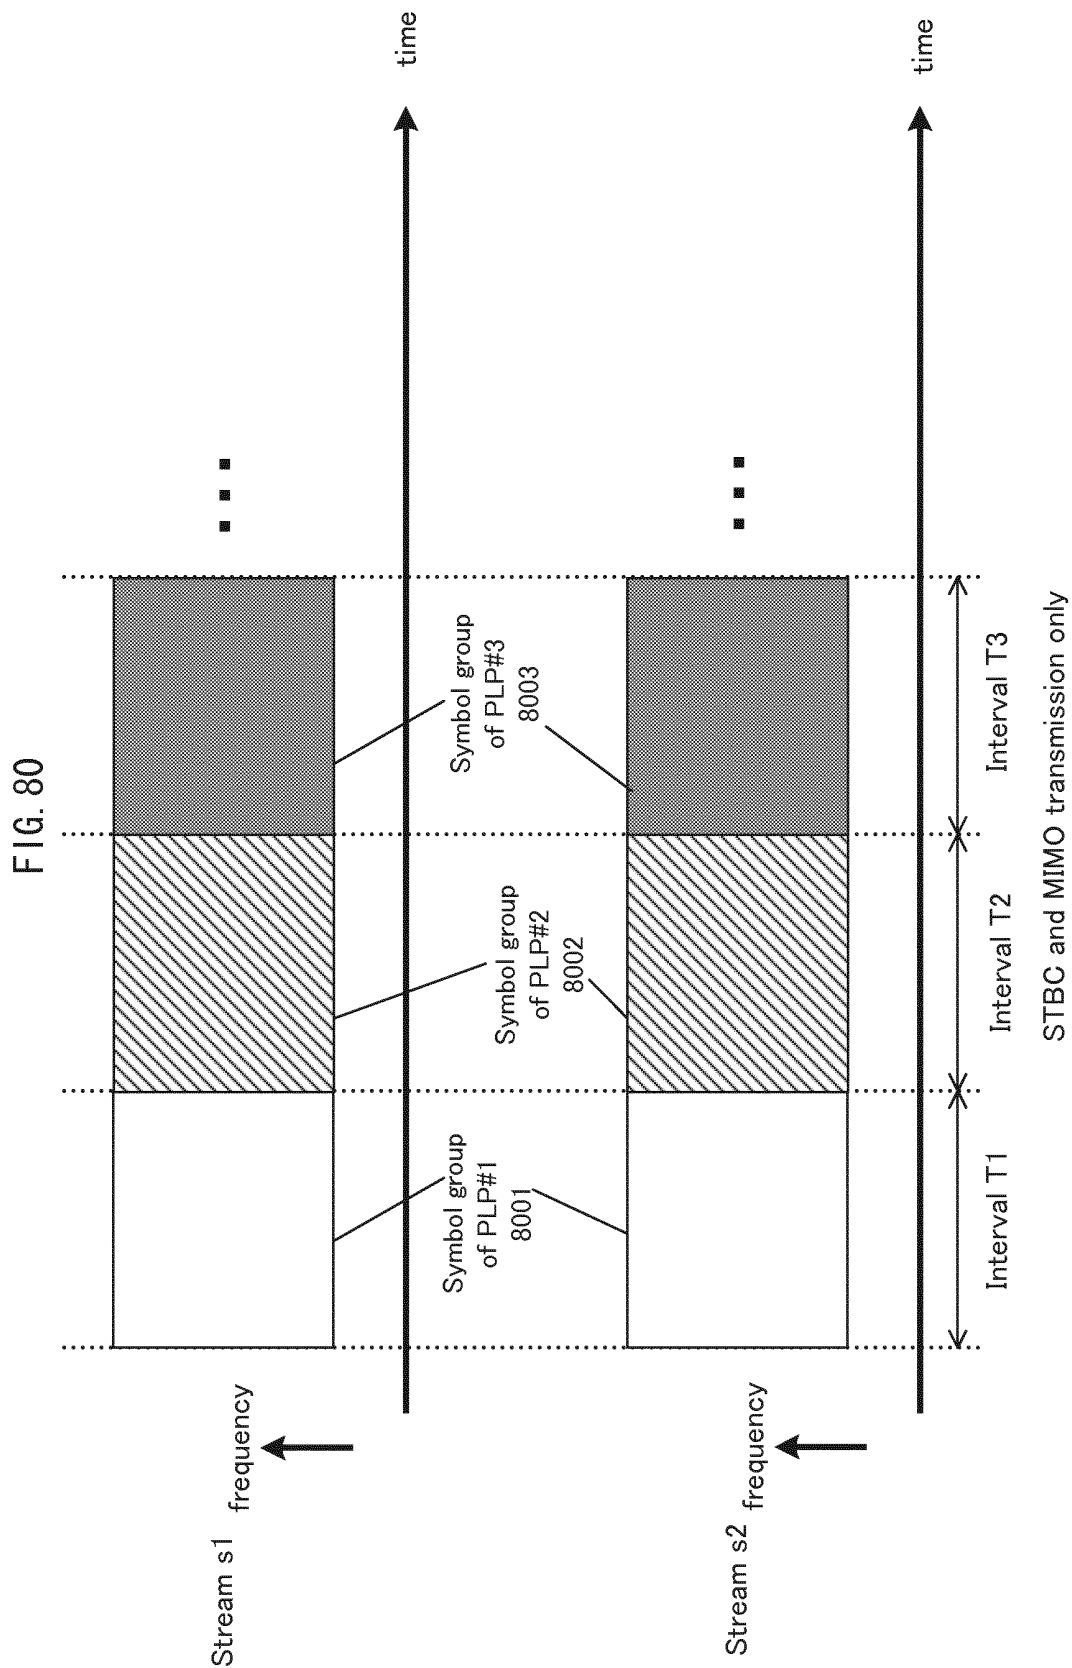 FIG. 80
Stream s1
frequency
time
Symbol group
of PLP#1
8001
Symbol group
of PLP#2
8002
Symbol group
of PLP#3
8003
Stream s2
frequency
time
Interval T1
Interval T2
Interval T3
STBC and MIMO transmission only